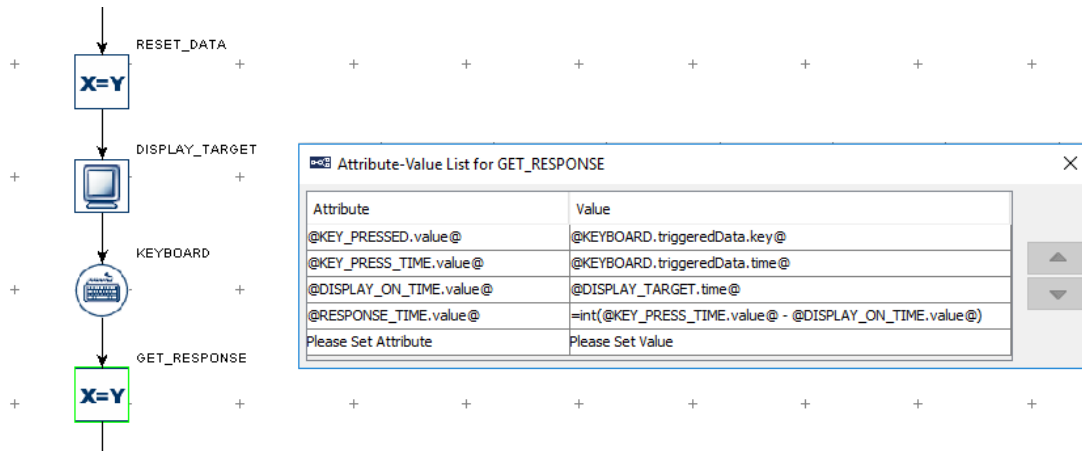 RESET_DATA
X=Y
DISPLAY_TARGET
KEYBOARD
GET_RESPONSE
X=Y
Attribute-Value List for GET_RESPONSE
Attribute Value
@KEY_PRESSED.value@ @KEYBOARD.triggeredData.key@
@KEY_PRESS_TIME.value@ @KEYBOARD.triggeredData.time@
@DISPLAY_ON_TIME.value@ @DISPLAY_TARGET.time@
@RESPONSE_TIME.value@ =int(@KEY_PRESS_TIME.value@ - @DISPLAY_ON_TIME.value@)
Please Set Attribute Please Set Value